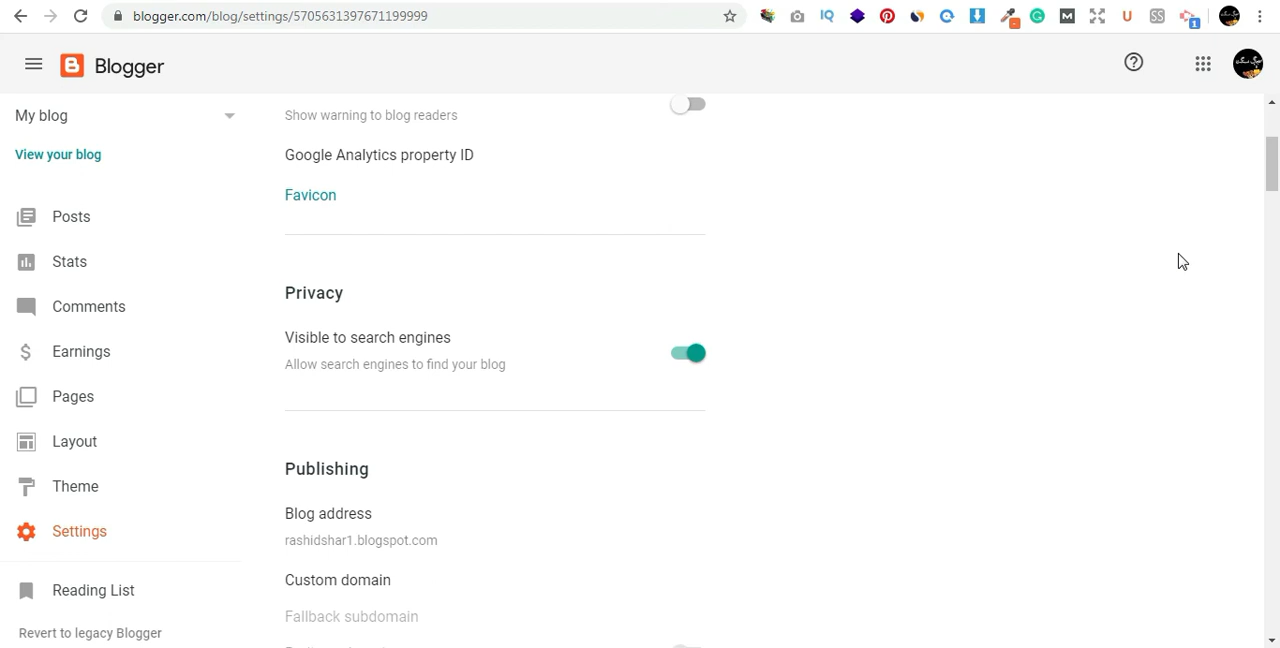 blogger.com/blog/settings/5705631397671199999
IQ
M
U
SS
1
Blogger
My blog
View your blog
Posts
Stats
Comments
Earnings
Pages
Layout
Theme
Settings
Reading List
Revert to legacy Blogger
Show warning to blog readers
Google Analytics property ID
Favicon
Privacy
Visible to search engines
Allow search engines to find your blog
Publishing
Blog address
rashidshar1.blogspot.com
Custom domain
Fallback subdomain